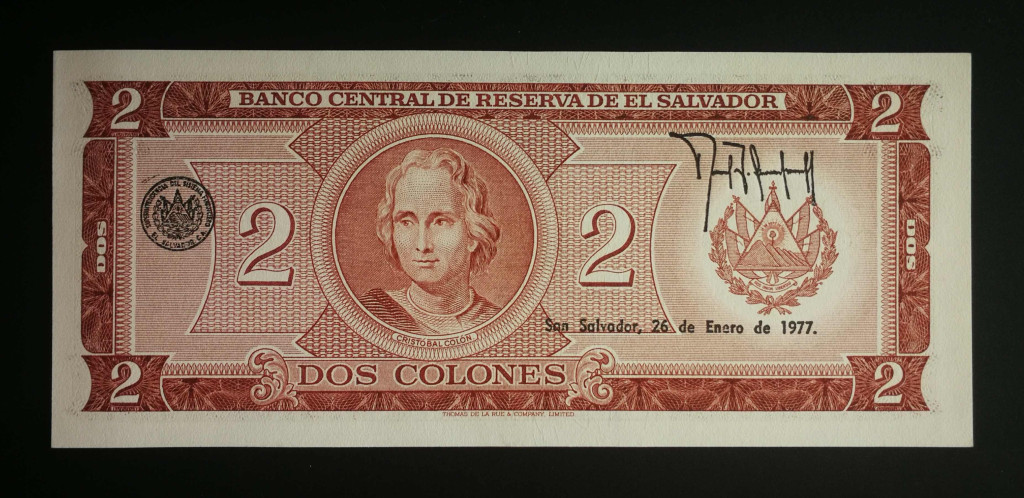 BANCO CENTRAL DE RESERVA DE EL SALVADOR
2 2
DOS DOS
2 2
CRISTOBAL COLON
San Salvador, 26 de Enero de 1977.
2 2
DOS COLONES
THOMAS DE LA RUE & COMPANY, LIMITED.